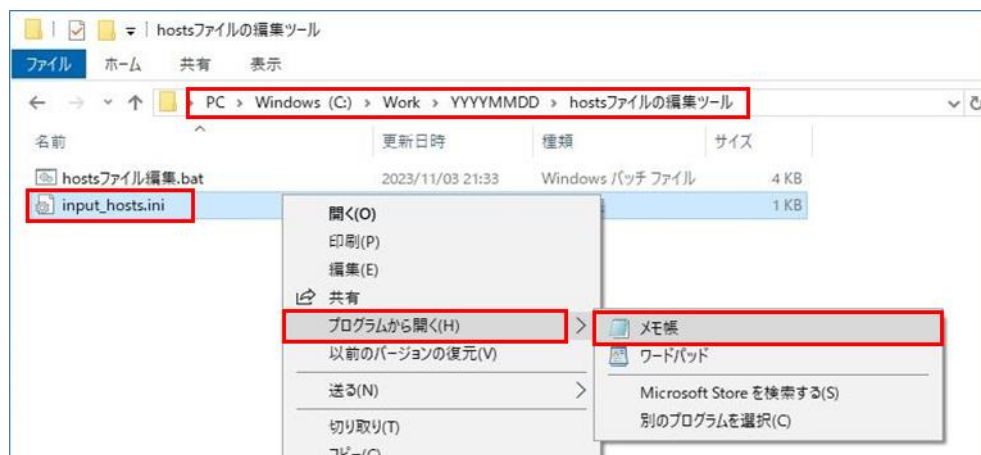 hostsファイルの編集ツール
ファイル ホーム 共有 表示
PC > Windows (C:) > Work > YYYYMMDD > hostsファイルの編集ツール
名前 更新日時 種類 サイズ
hostsファイル編集.bat 2023/11/03 21:33 Windows バッチ ファイル 4 KB
input_hosts.ini 1 KB
開く(O)
印刷(P)
編集(E)
共有
プログラムから開く(H) >
メモ帳
以前のバージョンの復元(V)
ワードパッド
送る(N) >
Microsoft Store を検索する(S)
別のプログラムを選択(C)
切り取り(T)
コピー(C)